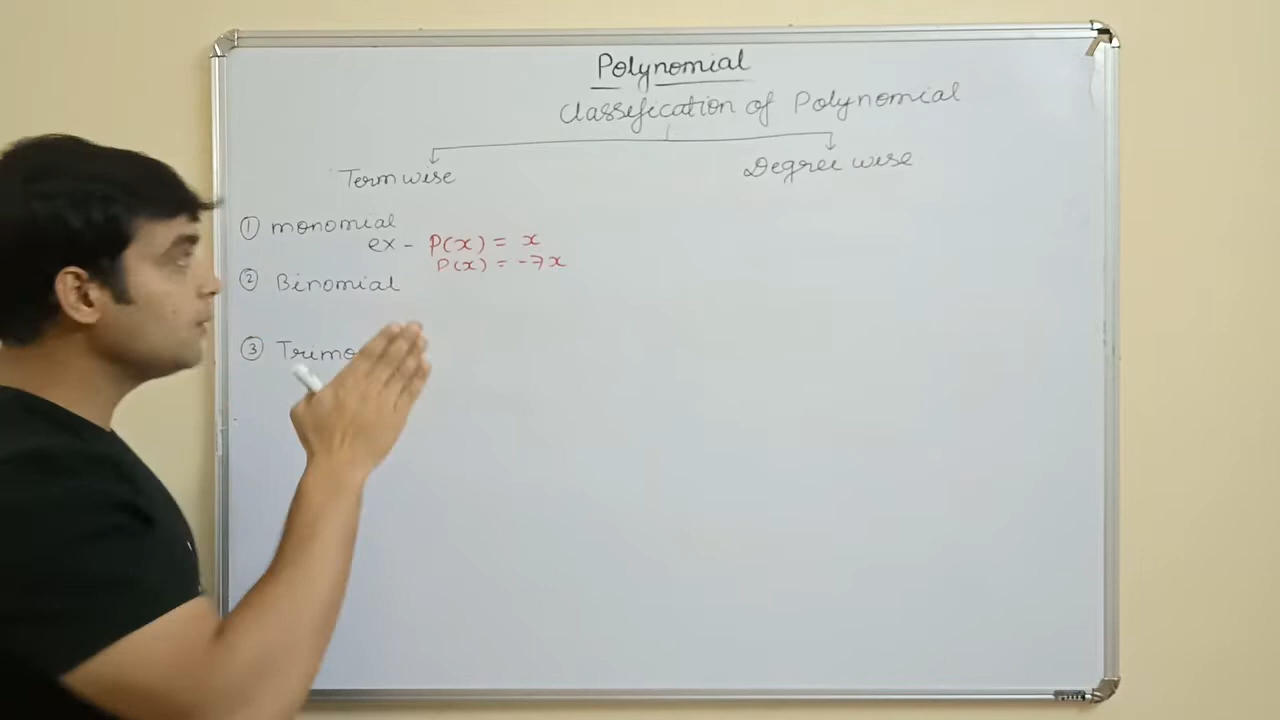 Polynomial
Classification of Polynomial
Term wise
Degree wise
① monomial
ex - P(x) = x
P(x) = -7x
② Binomial
③